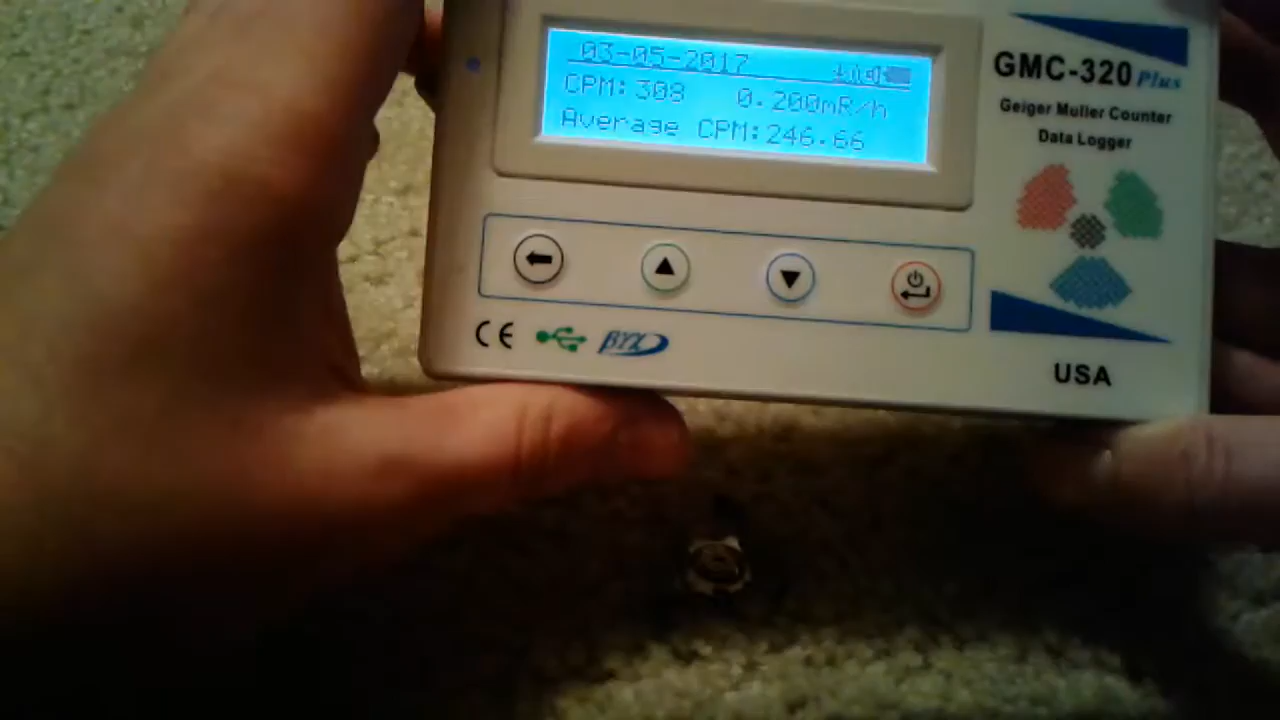 03-05-2017
CPM:308 0.200mR/h
Average CPM:246.66
GMC-320 Plus
Geiger Muller Counter
Data Logger
CE
βγχ
USA